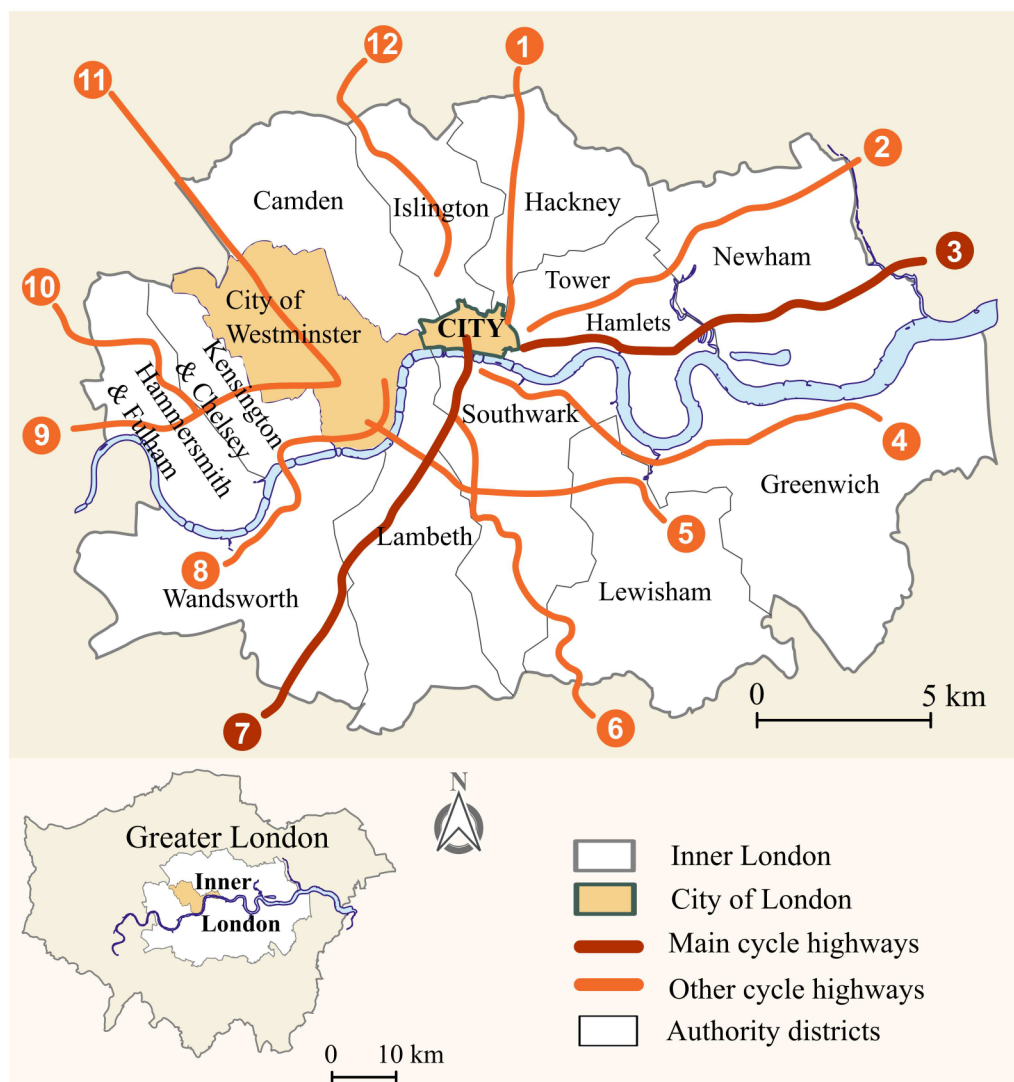 12
1
11
2
Camden
Islington
Hackney
Newham
3
Tower
10
City of
Westminster
CITY
Hamlets
Kensington
& Chelsey
Hammersmith
& Fulham
Southwark
9
4
Greenwich
5
Lambeth
8
Wandsworth
Lewisham
7
6
0 5 km
N
Greater London
Inner
London
0 10 km
Inner London
City of London
Main cycle highways
Other cycle highways
Authority districts